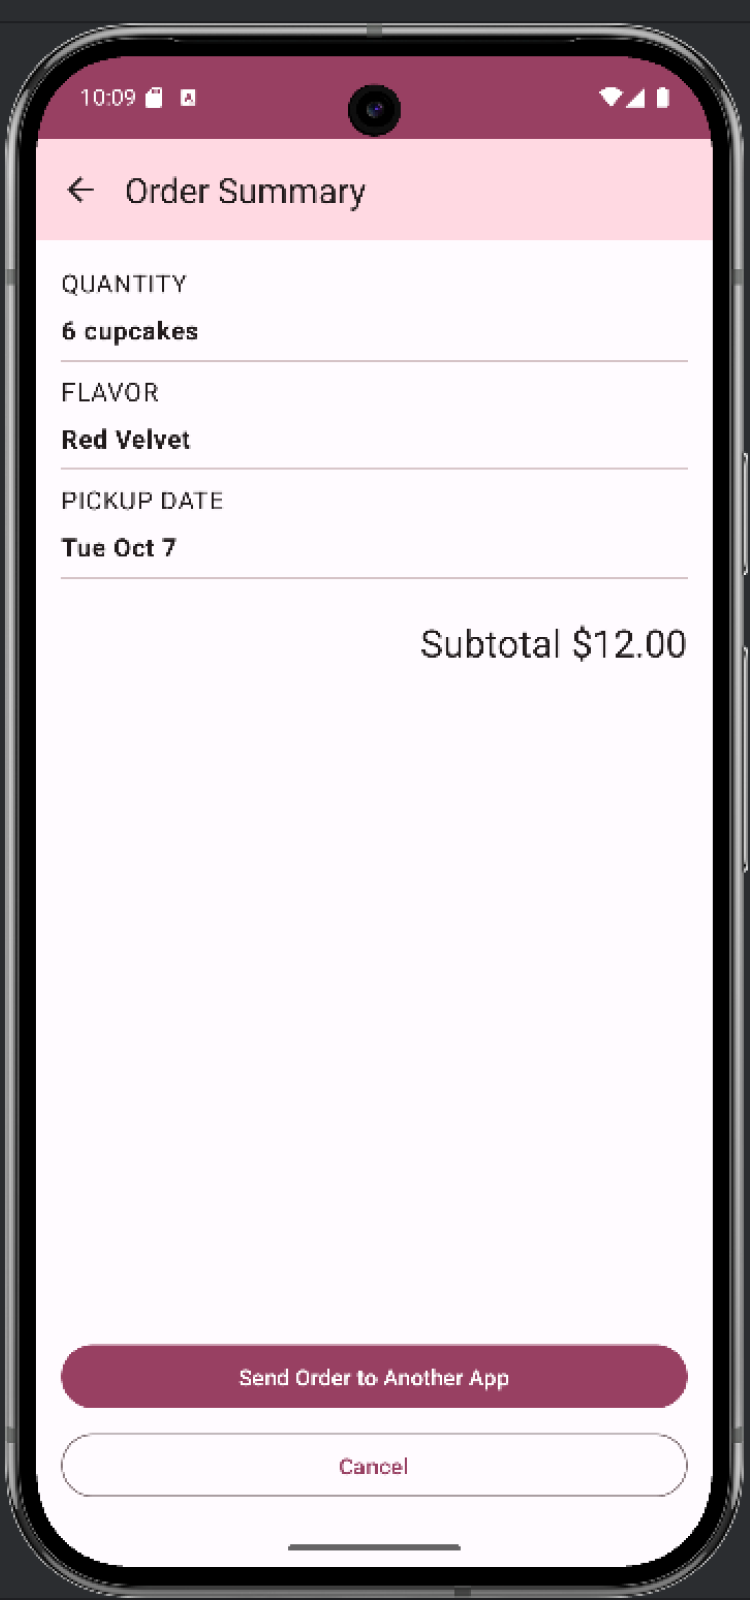 10:09
Order Summary
QUANTITY
6 cupcakes
FLAVOR
Red Velvet
PICKUP DATE
Tue Oct 7
Subtotal $12.00
Send Order to Another App
Cancel